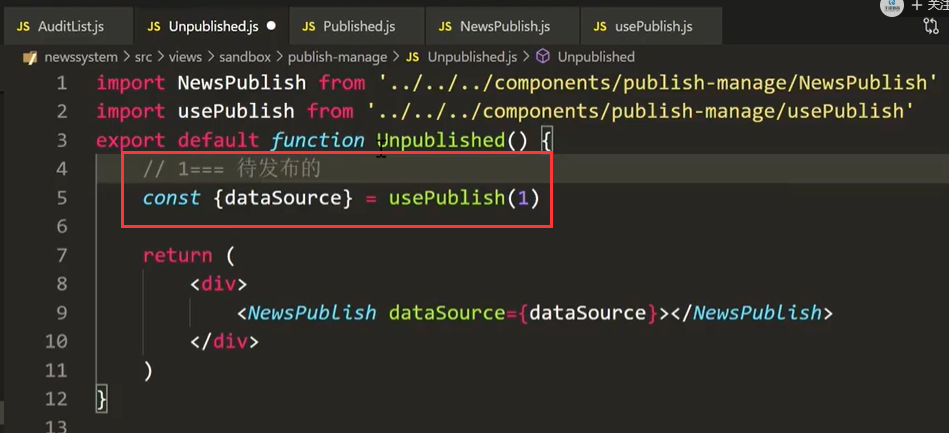 JS AuditList.js JS Unpublished.js ● JS Published.js JS NewsPublish.js JS usePublish.js + 关注
newssystem > src > views > sandbox > publish-manage > JS Unpublished.js > Unpublished
1 import NewsPublish from '../../../components/publish-manage/NewsPublish'
2 import usePublish from '../../../components/publish-manage/usePublish'
3 export default function Unpublished() {
4 // 1=== 待发布的
5 const {dataSource} = usePublish(1)
6
7 return (
8 <div>
9 <NewsPublish dataSource={dataSource}></NewsPublish>
10 </div>
11 )
12 }
13